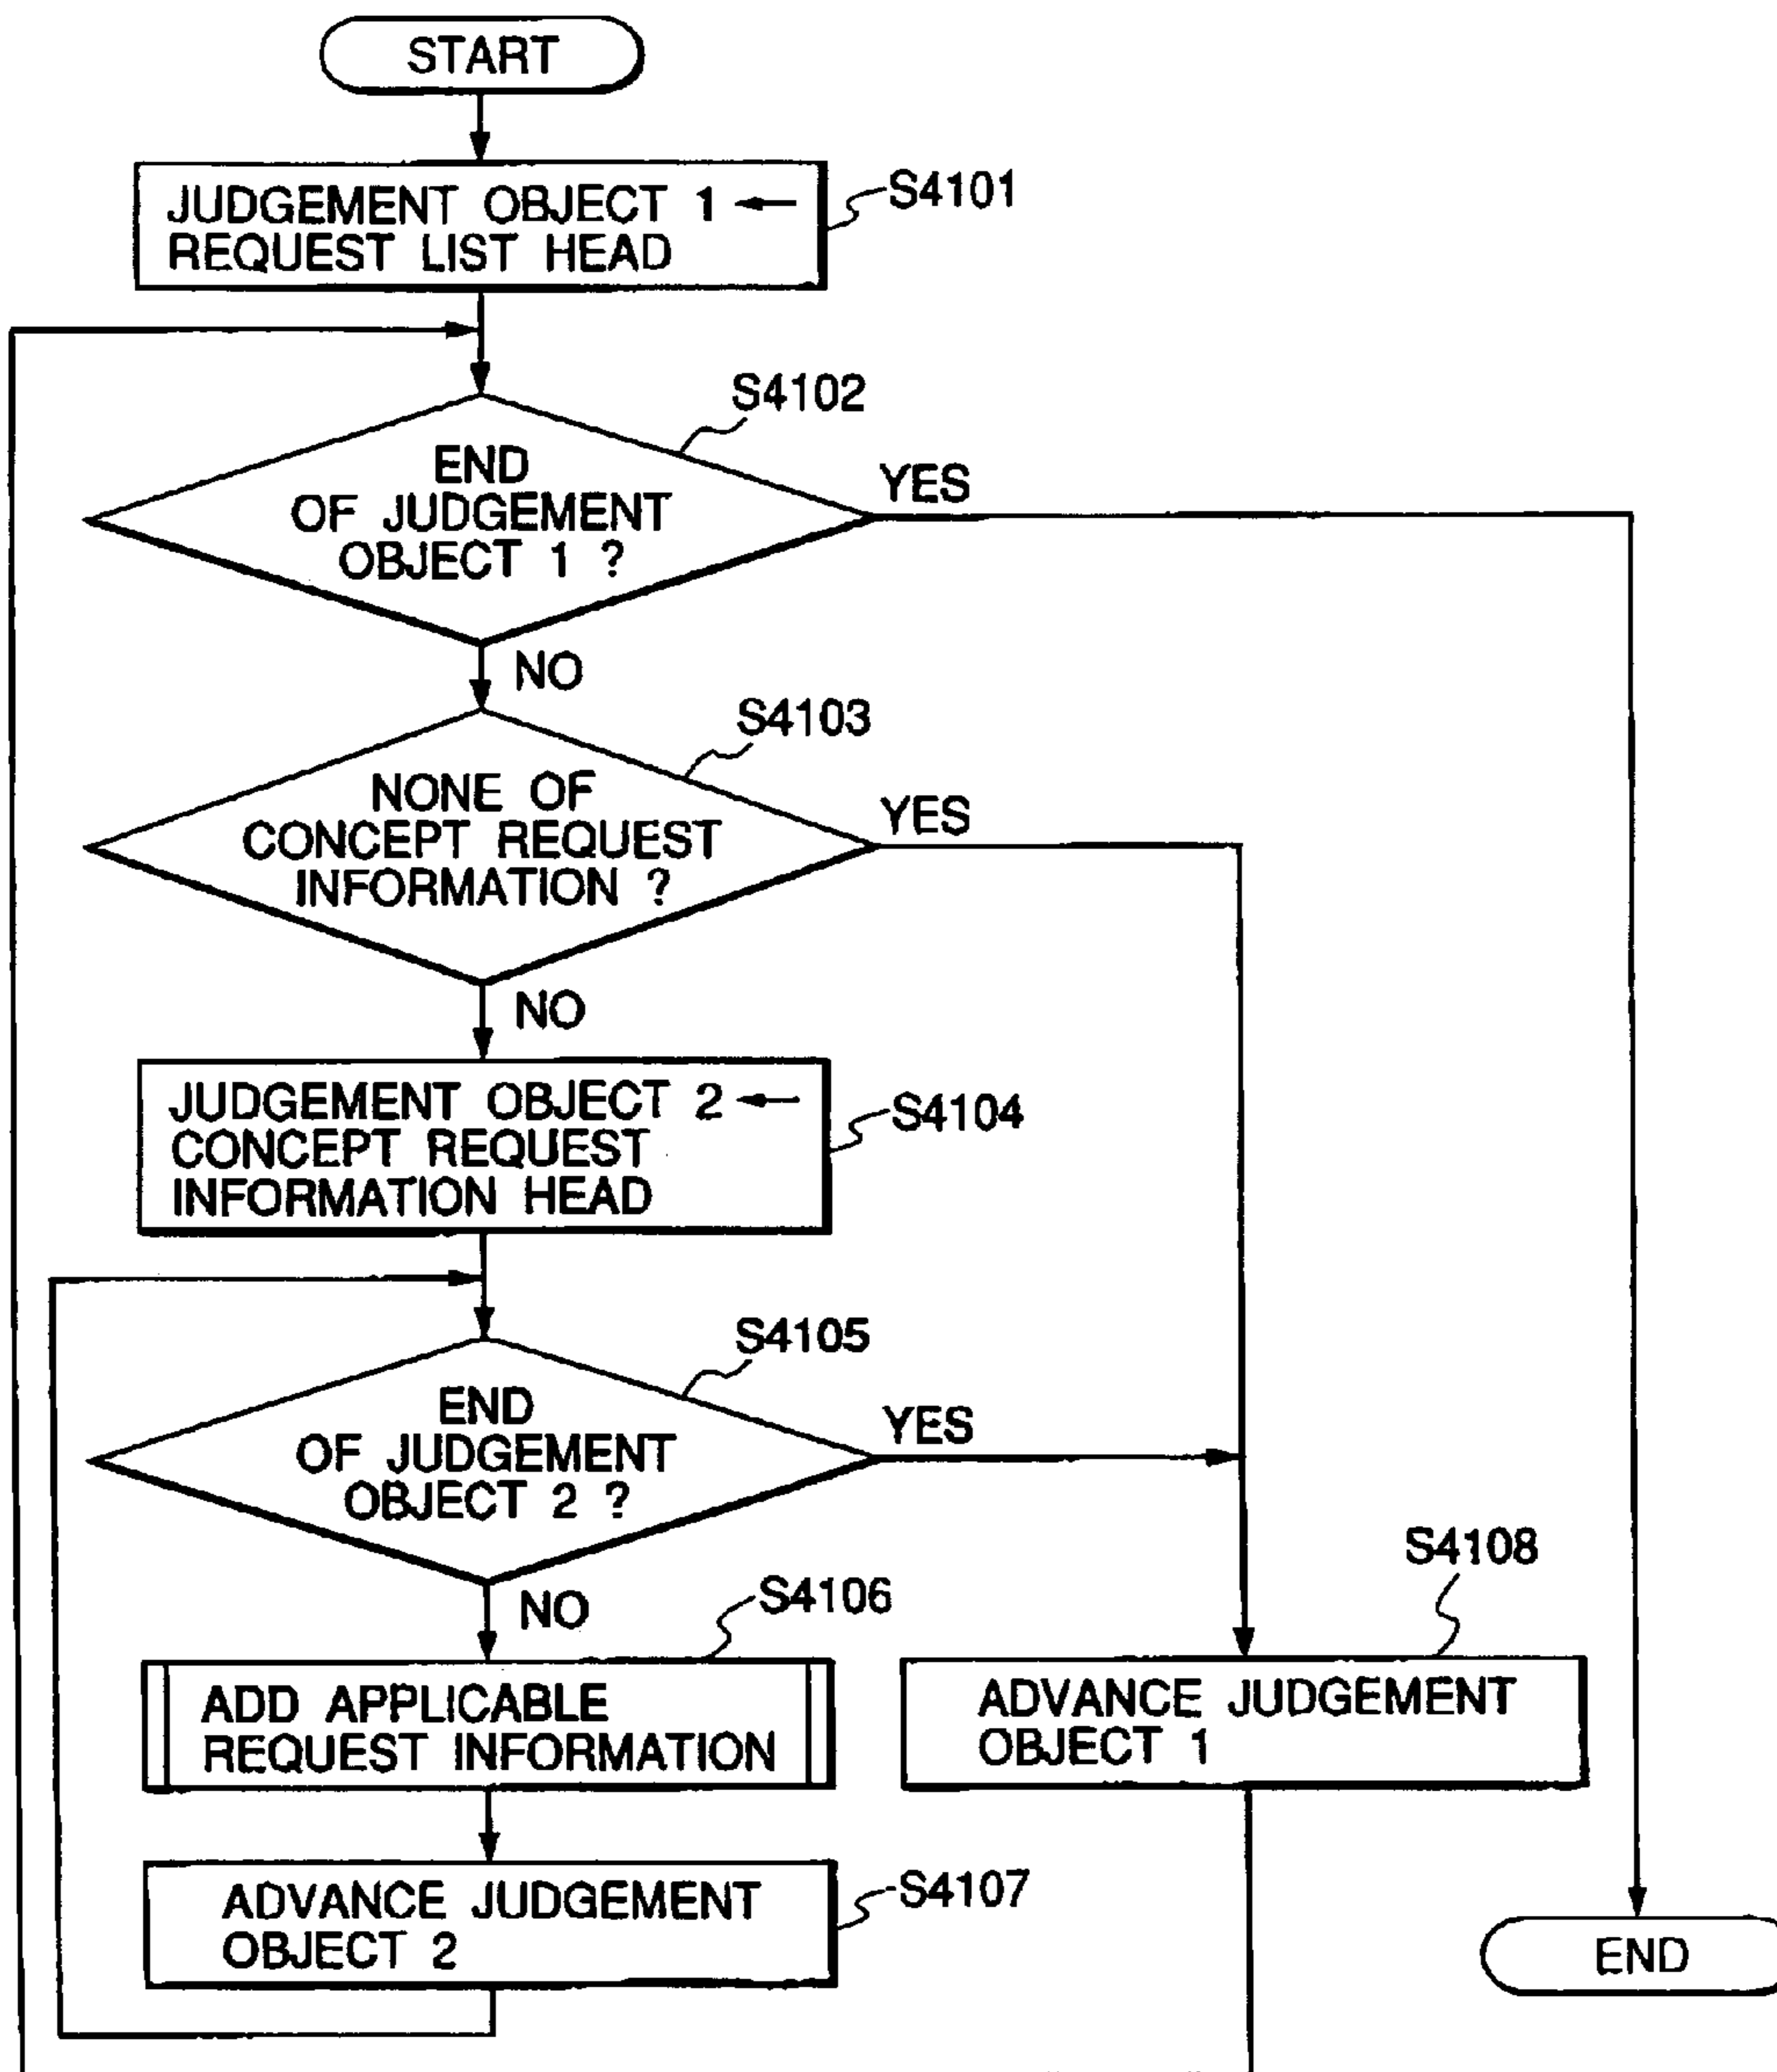 START
JUDGEMENT OBJECT 1 ←
REQUEST LIST HEAD
S4101
S4102
END
OF JUDGEMENT
OBJECT 1 ?
YES
NO
S4103
NONE OF
CONCEPT REQUEST
INFORMATION ?
YES
NO
JUDGEMENT OBJECT 2 ←
CONCEPT REQUEST
INFORMATION HEAD
S4104
S4105
END
OF JUDGEMENT
OBJECT 2 ?
YES
NO
S4106
ADD APPLICABLE
REQUEST INFORMATION
S4108
ADVANCE JUDGEMENT
OBJECT 1
ADVANCE JUDGEMENT
OBJECT 2
S4107
END